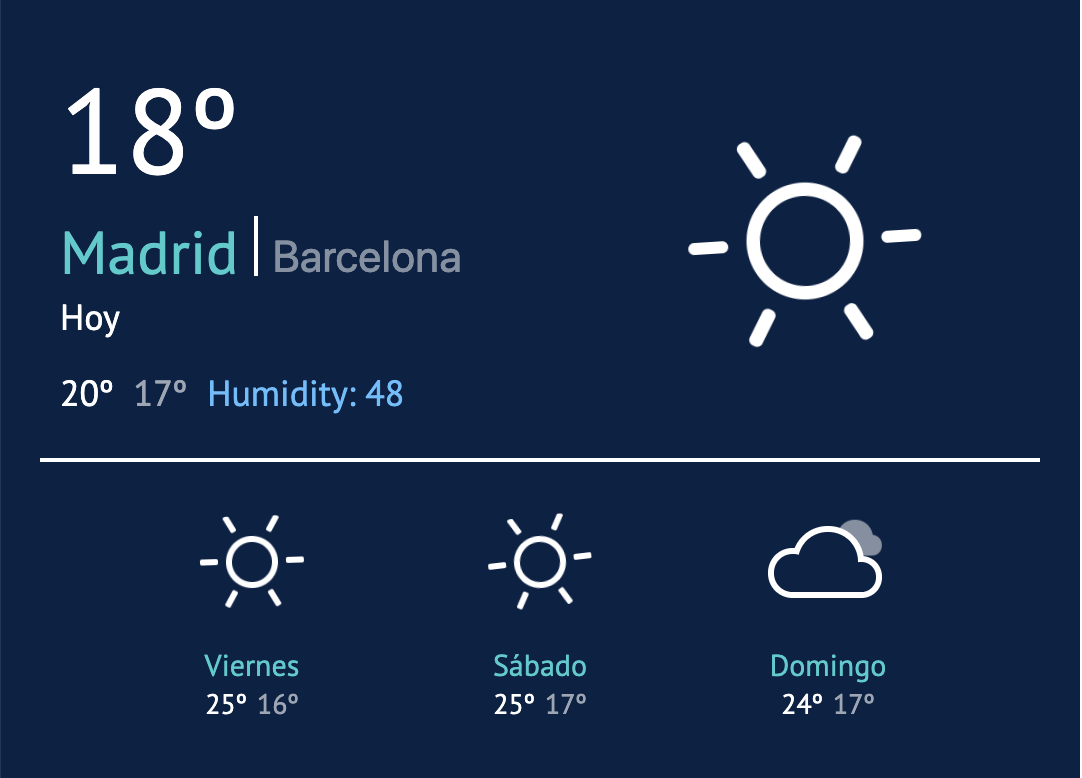 18º
Madrid Barcelona
Hoy
20º 17º Humidity: 48
Viernes
25º 16º
Sábado
25º 17º
Domingo
24º 17º